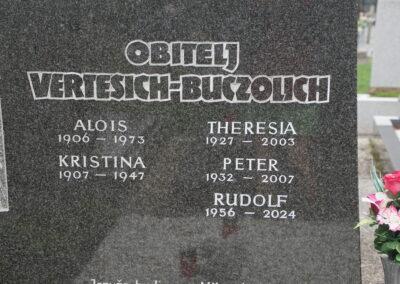 OBITELJ
VERTESICH-BUCZOLICH
ALOIS
1906 - 1973
KRISTINA
1907 - 1947
THERESIA
1927 - 2003
PETER
1932 - 2007
RUDOLF
1956 - 2024